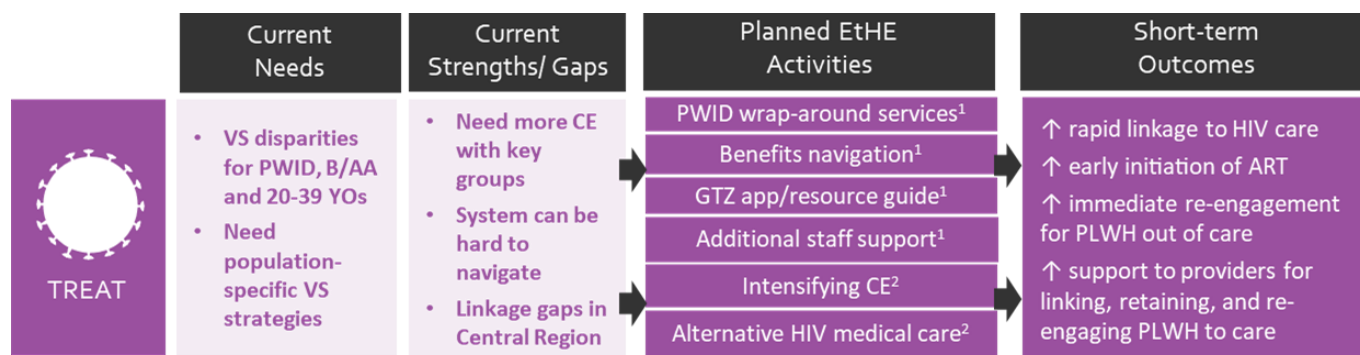 Current
Needs
Current
Strengths/ Gaps
Planned EtHE
Activities
Short-term
Outcomes
TREAT
• VS disparities
for PWID, B/AA
and 20-39 YOs
• Need
population-
specific VS
strategies
• Need more CE
with key
groups
• System can be
hard to
navigate
• Linkage gaps in
Central Region
PWID wrap-around services¹
Benefits navigation¹
GTZ app/resource guide¹
Additional staff support¹
Intensifying CE²
Alternative HIV medical care²
↑ rapid linkage to HIV care
↑ early initiation of ART
↑ immediate re-engagement
for PLWH out of care
↑ support to providers for
linking, retaining, and re-
engaging PLWH to care